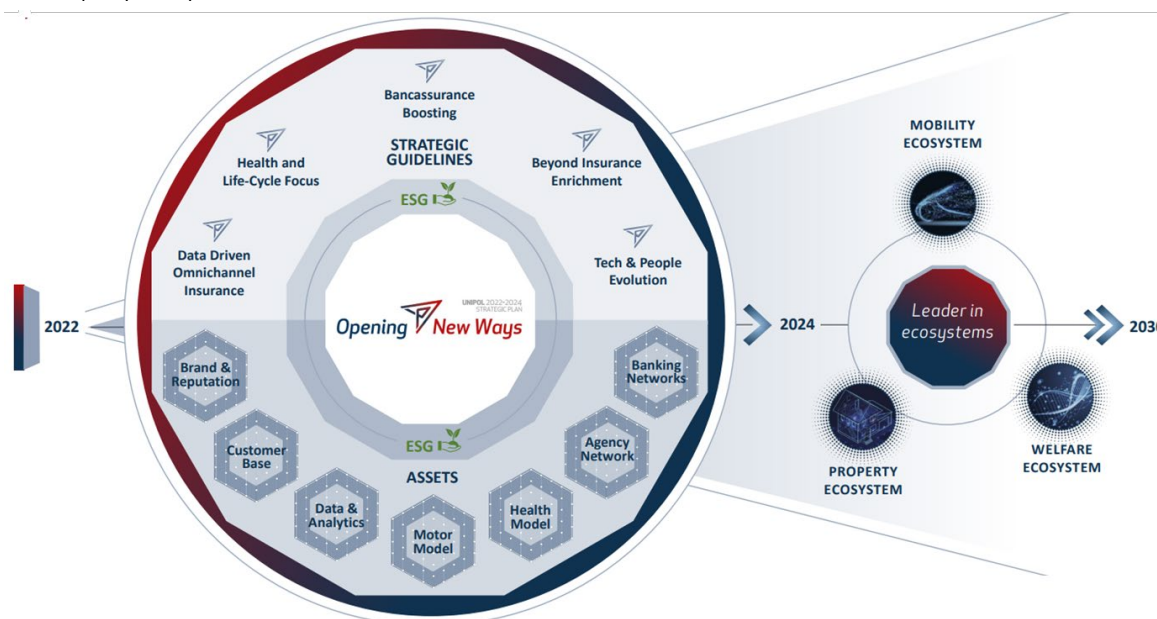 Bancassurance
Boosting
STRATEGIC
GUIDELINES
Health and
Life-Cycle Focus
Beyond Insurance
Enrichment
Data Driven
Omnichannel
Insurance
Tech & People
Evolution
ESG
UNIPOL 2022-2024
STRATEGIC PLAN
Opening New Ways
2022
Brand &
Reputation
Customer
Base
Data &
Analytics
Motor
Model
Health
Model
Agency
Network
Banking
Networks
ESG
ASSETS
2024
MOBILITY
ECOSYSTEM
Leader in
ecosystems
PROPERTY
ECOSYSTEM
WELFARE
ECOSYSTEM
2030